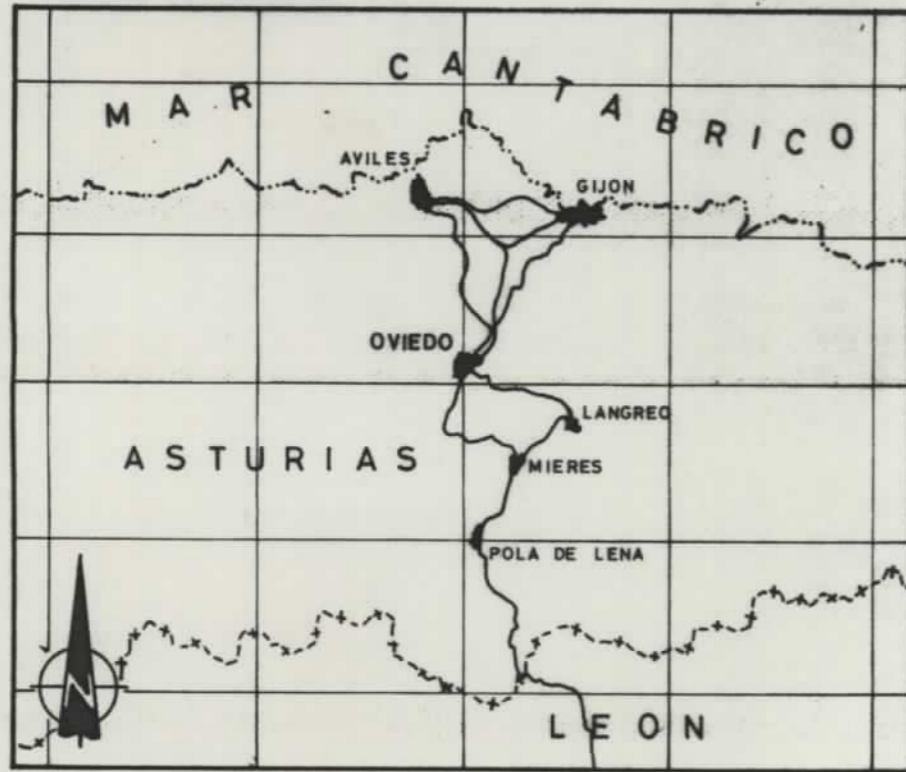 MAR CANTABRICO
AVILES
GIJON
OVIEDO
LANGREO
ASTURIAS
MIERES
POLA DE LENA
N
LEON